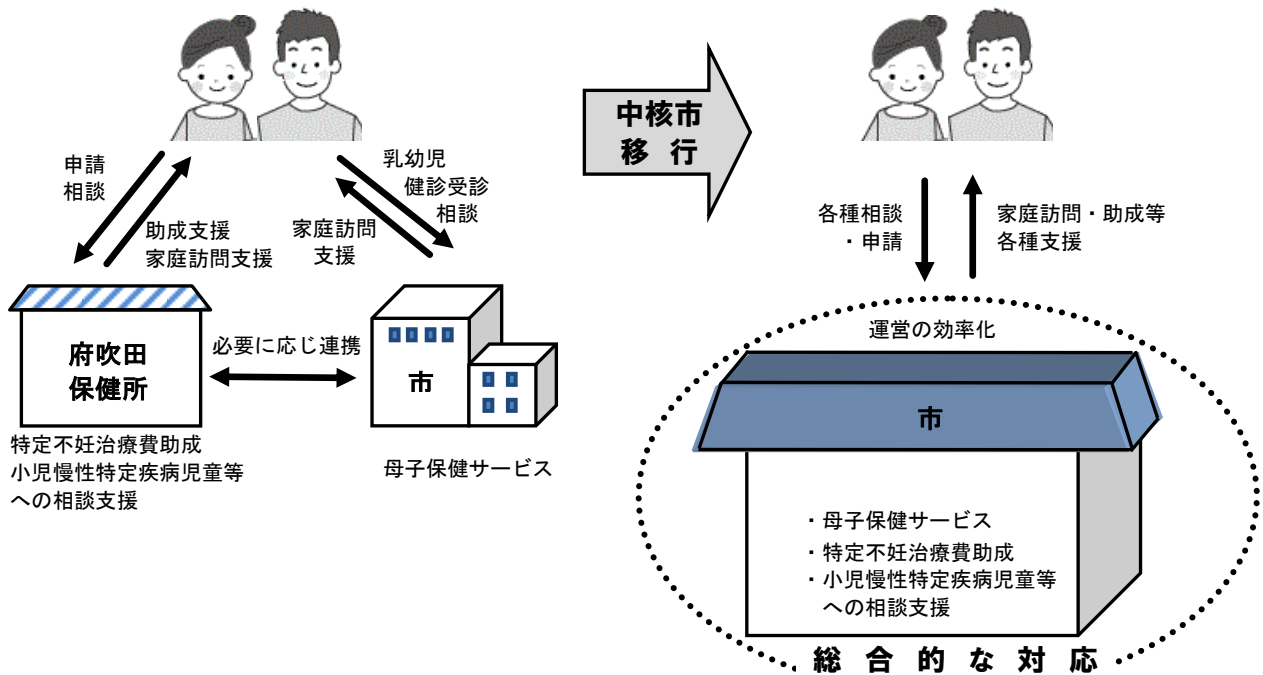 申請
相談
助成支援
家庭訪問支援
乳幼児
健診受診
相談
家庭訪問
支援
府吹田
保健所
必要に応じ連携
市
特定不妊治療費助成
小児慢性特定疾病児童等
への相談支援
母子保健サービス
中核市
移 行
各種相談
・申請
家庭訪問・助成等
各種支援
運営の効率化
市
・母子保健サービス
・特定不妊治療費助成
・小児慢性特定疾病児童等
への相談支援
総 合 的 な 対 応